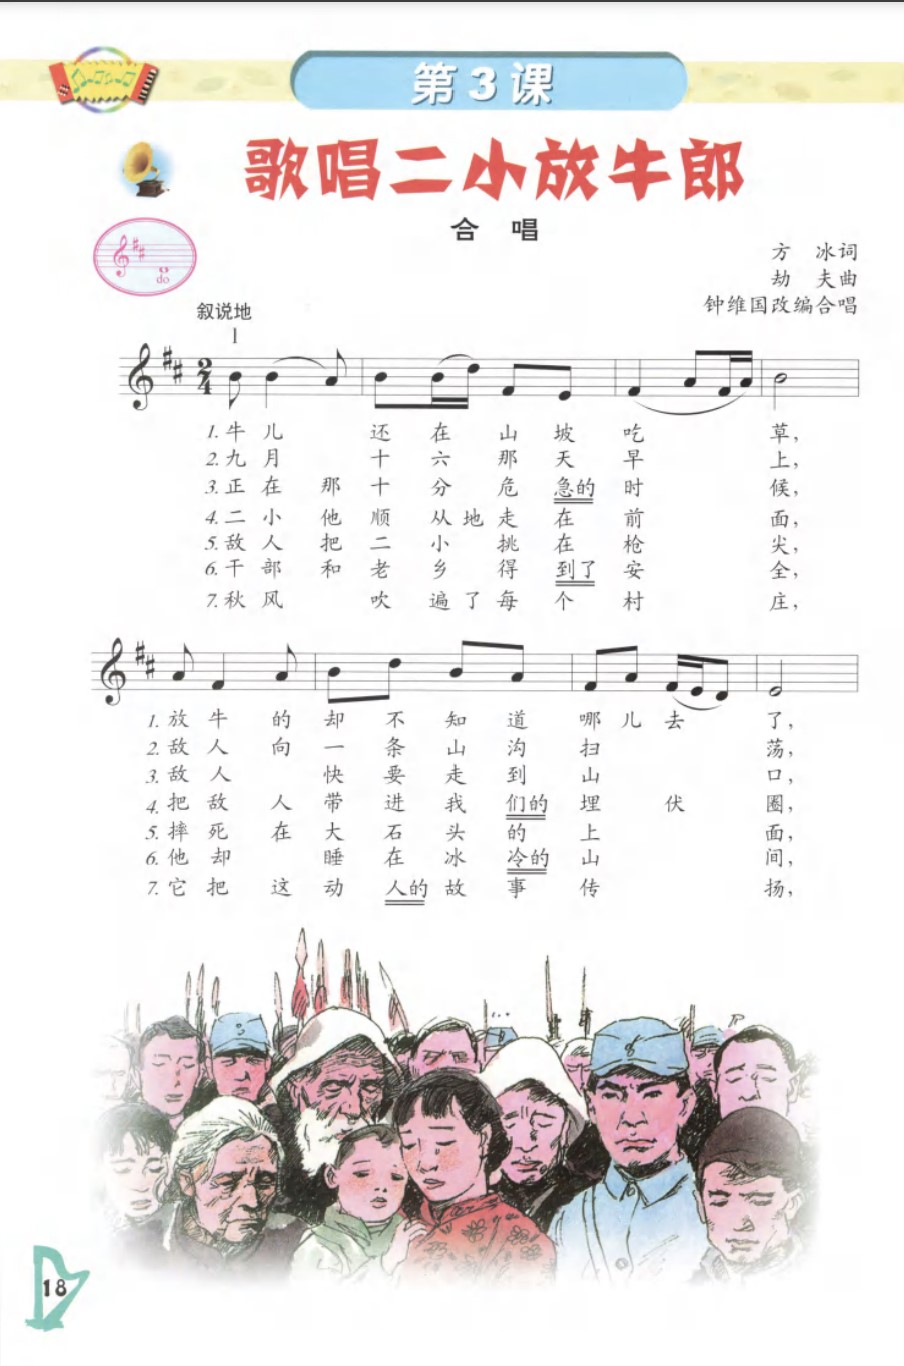 第3课
歌唱二小放牛郎
合 唱
do
方 冰词
劫 夫曲
钟维国改编合唱
叙说地
1
2
4
1. 牛儿 还在山坡吃 草，
2. 九月 十六那天早 上，
3. 正在那十分危急的时 候，
4. 二小他顺从地走在前 面，
5. 敌人把二小挑在枪 尖，
6. 干部和老乡得到了安 全，
7. 秋风 吹遍了每个村 庄，
1. 放牛的却不知道哪儿去 了，
2. 敌人向一条山沟扫 荡，
3. 敌人 快要走到山 口，
4. 把敌人带进我们的埋 伏 圈，
5. 摔死在大石头的上 面，
6. 他却 睡在冰冷的山 间，
7. 它把这动人的故事传 扬，
18